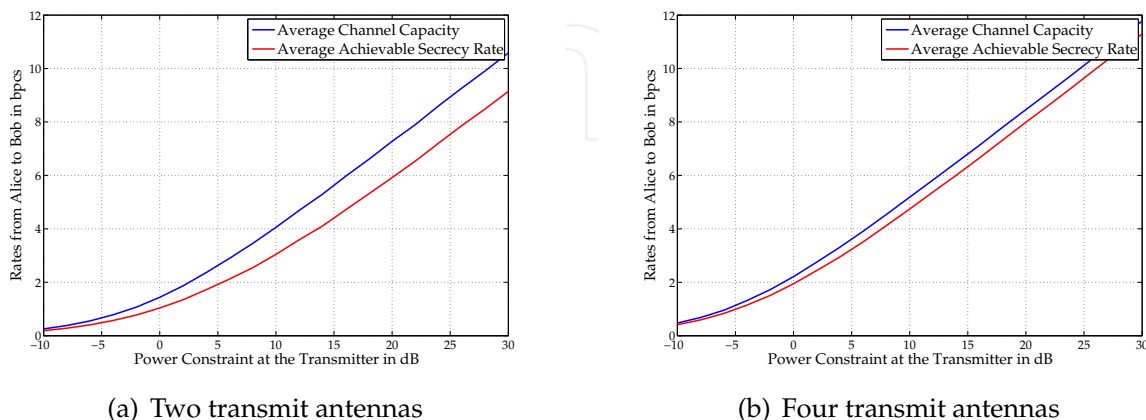 12
10
8
6
4
2
0
Rates from Alice to Bob in bpcs
Average Channel Capacity
Average Achievable Secrecy Rate
−10 −5 0 5 10 15 20 25 30
Power Constraint at the Transmitter in dB
(a) Two transmit antennas
12
10
8
6
4
2
0
Rates from Alice to Bob in bpcs
Average Channel Capacity
Average Achievable Secrecy Rate
−10 −5 0 5 10 15 20 25 30
Power Constraint at the Transmitter in dB
(b) Four transmit antennas